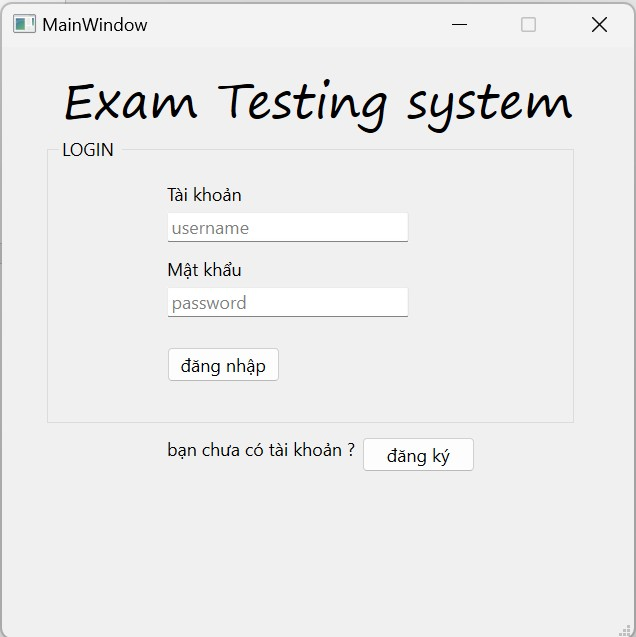 MainWindow
Exam Testing system
LOGIN
Tài khoản
username
Mật khẩu
password
đăng nhập
bạn chưa có tài khoản ? đăng ký